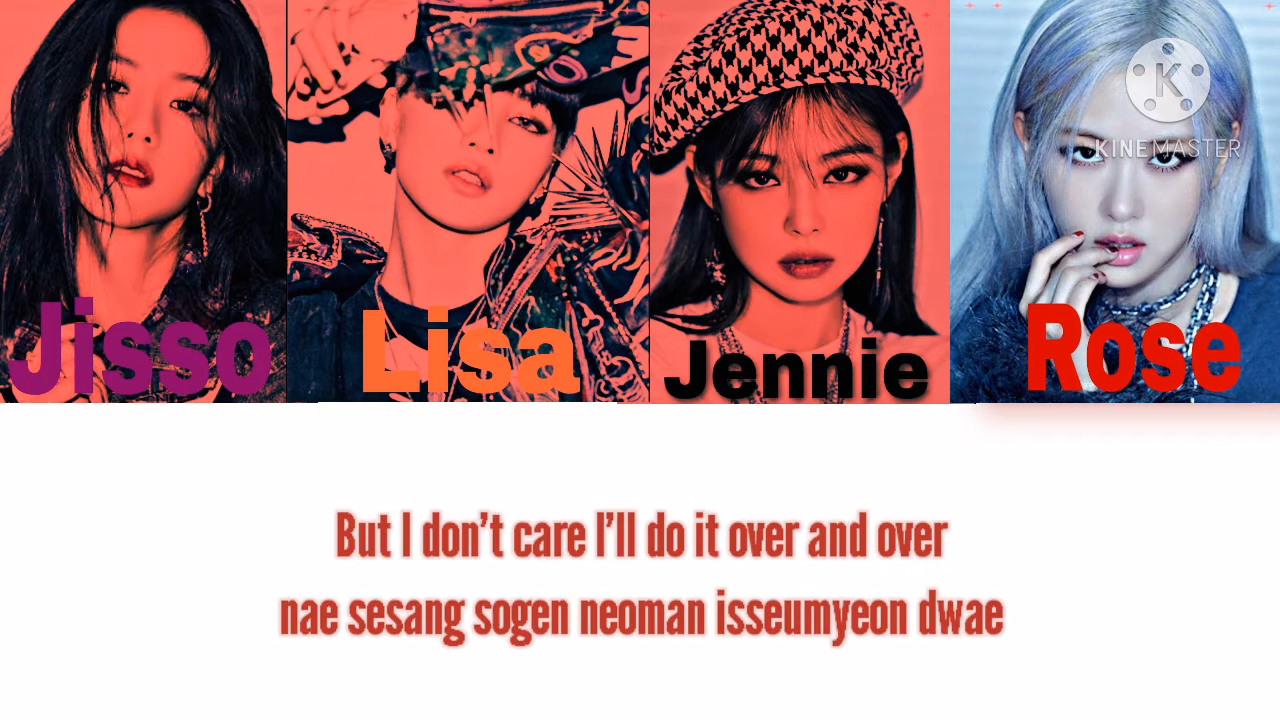 K
KINEMASTER
Jisso
Lisa
Jennie
Rose
But I don't care I'll do it over and over
nae sesang sogen neoman isseumyeon dwae